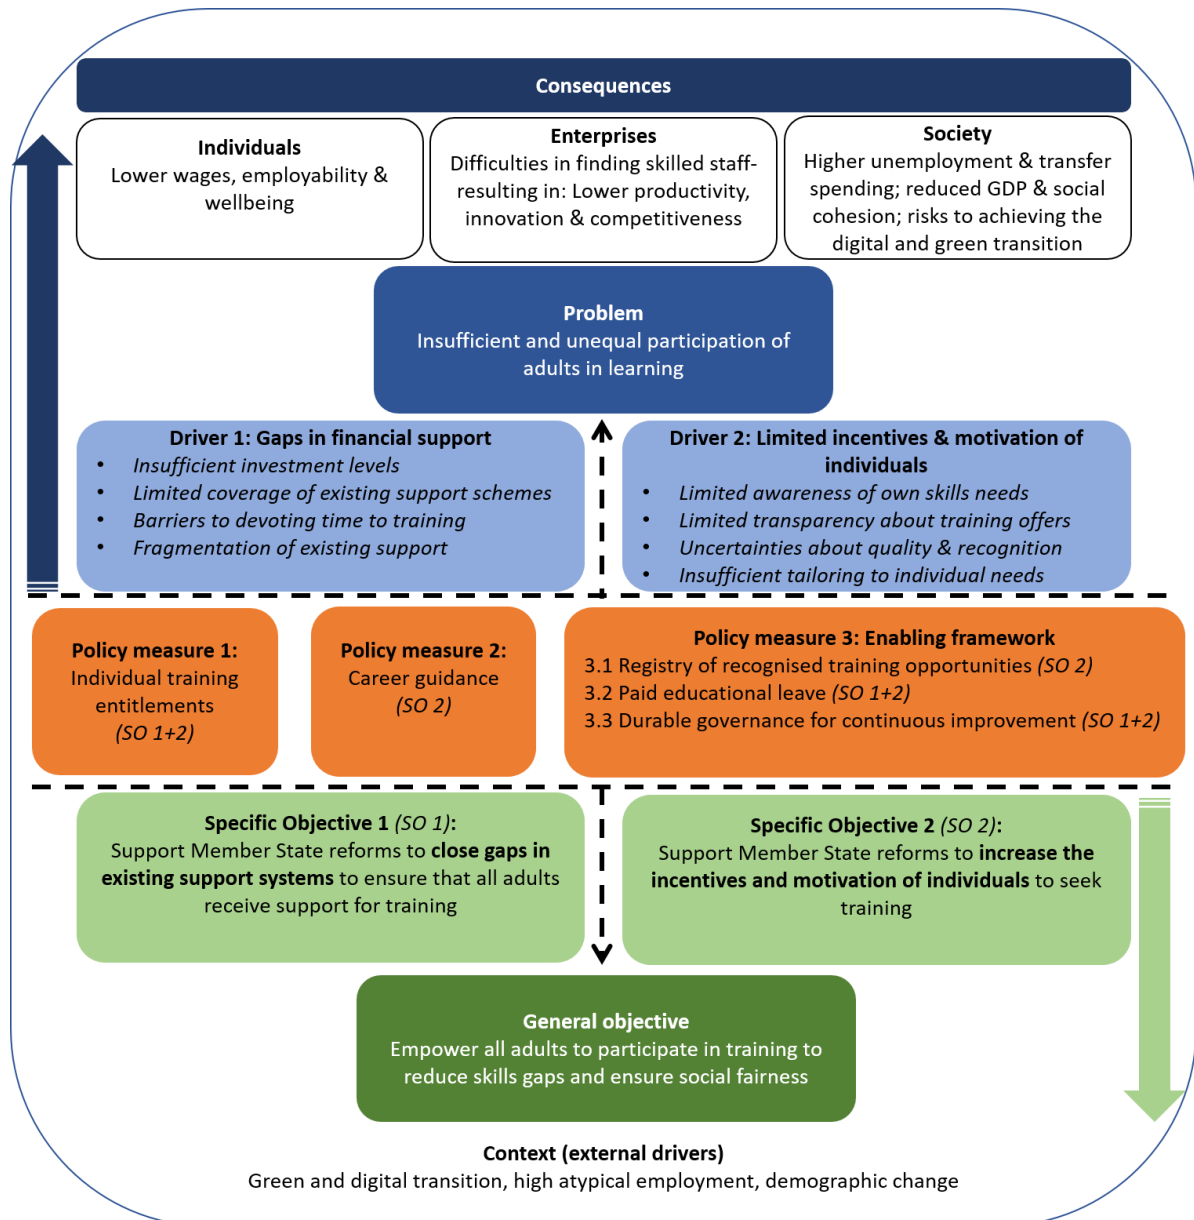 Consequences
Individuals
Lower wages, employability &
wellbeing
Enterprises
Difficulties in finding skilled staff-
resulting in: Lower productivity,
innovation & competitiveness
Society
Higher unemployment & transfer
spending; reduced GDP & social
cohesion; risks to achieving the
digital and green transition
Problem
Insufficient and unequal participation of
adults in learning
Driver 1: Gaps in financial support
• Insufficient investment levels
• Limited coverage of existing support schemes
• Barriers to devoting time to training
• Fragmentation of existing support
Driver 2: Limited incentives & motivation of
individuals
• Limited awareness of own skills needs
• Limited transparency about training offers
• Uncertainties about quality & recognition
• Insufficient tailoring to individual needs
Policy measure 1:
Individual training
entitlements
(SO 1+2)
Policy measure 2:
Career guidance
(SO 2)
Policy measure 3: Enabling framework
3.1 Registry of recognised training opportunities (SO 2)
3.2 Paid educational leave (SO 1+2)
3.3 Durable governance for continuous improvement (SO 1+2)
Specific Objective 1 (SO 1):
Support Member State reforms to close gaps in
existing support systems to ensure that all adults
receive support for training
Specific Objective 2 (SO 2):
Support Member State reforms to increase the
incentives and motivation of individuals to seek
training
General objective
Empower all adults to participate in training to
reduce skills gaps and ensure social fairness
Context (external drivers)
Green and digital transition, high atypical employment, demographic change